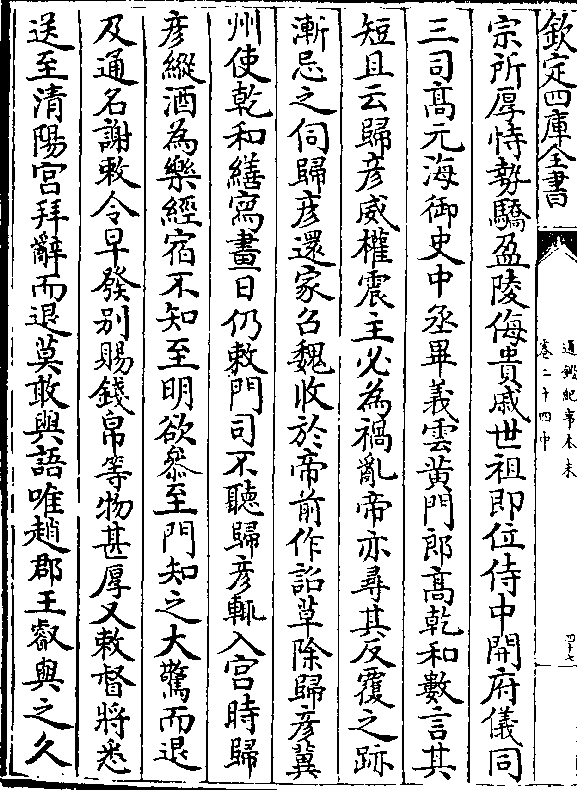 欽定四庫全書
通鑑紀事本末
卷二十四中
四十七
宗所厚恃勢驕盈陵侮貴戚世祖即位侍中開府儀同
三司髙元海御史中丞畢義雲黄門郎髙乾和數言其
短且云歸彦威權震主必為禍亂帝亦尋其反覆之跡
漸忌之伺歸彦還家召魏收於帝前作詔草除歸彦冀
州使乾和繕寫晝日仍敕門司不聽歸彦輒入宮時歸
彦縱酒為樂經宿不知至明欲叅至門知之大驚而退
及通名謝敕令早發别賜錢帛等物甚厚又敕督將悉
送至清陽宮拜辭而退莫敢與語唯趙郡王叡與之久